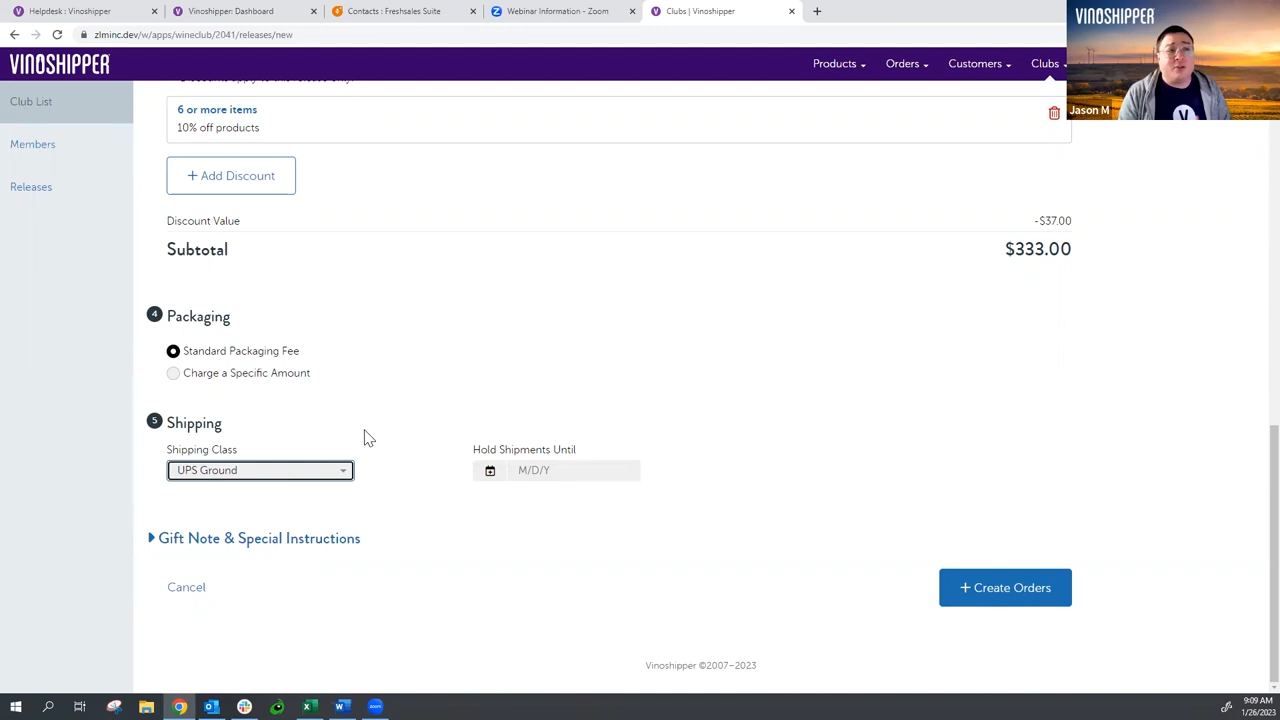 Helpdesk : Vinoshipper
Vinoshipper: Dashboard
Contacts : Freshsales Suite
Webinar Information - Zoom
Clubs | Vinoshipper
zlminc.dev/w/apps/wineclub/2041/releases/new
VINOSHIPPER
Products
Orders
Customers
Clubs
VINOSHIPPER
Jason M
Club List
Members
Releases
6 or more items
10% off products
+ Add Discount
Discount Value -$37.00
Subtotal $333.00
4 Packaging
Standard Packaging Fee
Charge a Specific Amount
5 Shipping
Shipping Class
UPS Ground
Hold Shipments Until
M/D/Y
Gift Note & Special Instructions
Cancel
+ Create Orders
Vinoshipper ©2007–2023
9:09 AM
1/26/2023